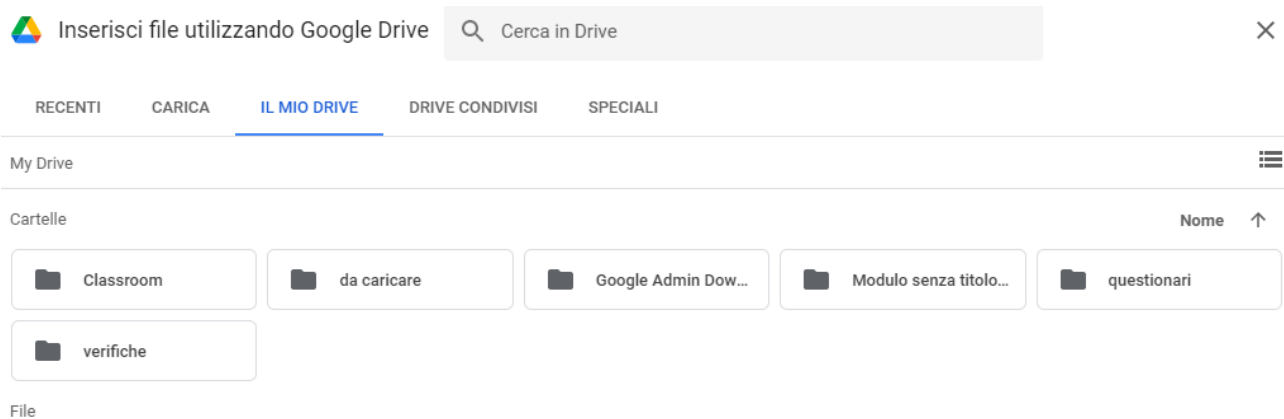 Inserisci file utilizzando Google Drive Cerca in Drive
RECENTI CARICA IL MIO DRIVE DRIVE CONDIVISI SPECIALI
My Drive
Cartelle Nome
Classroom da caricare Google Admin Dow... Modulo senza titolo... questionari
verifiche
File